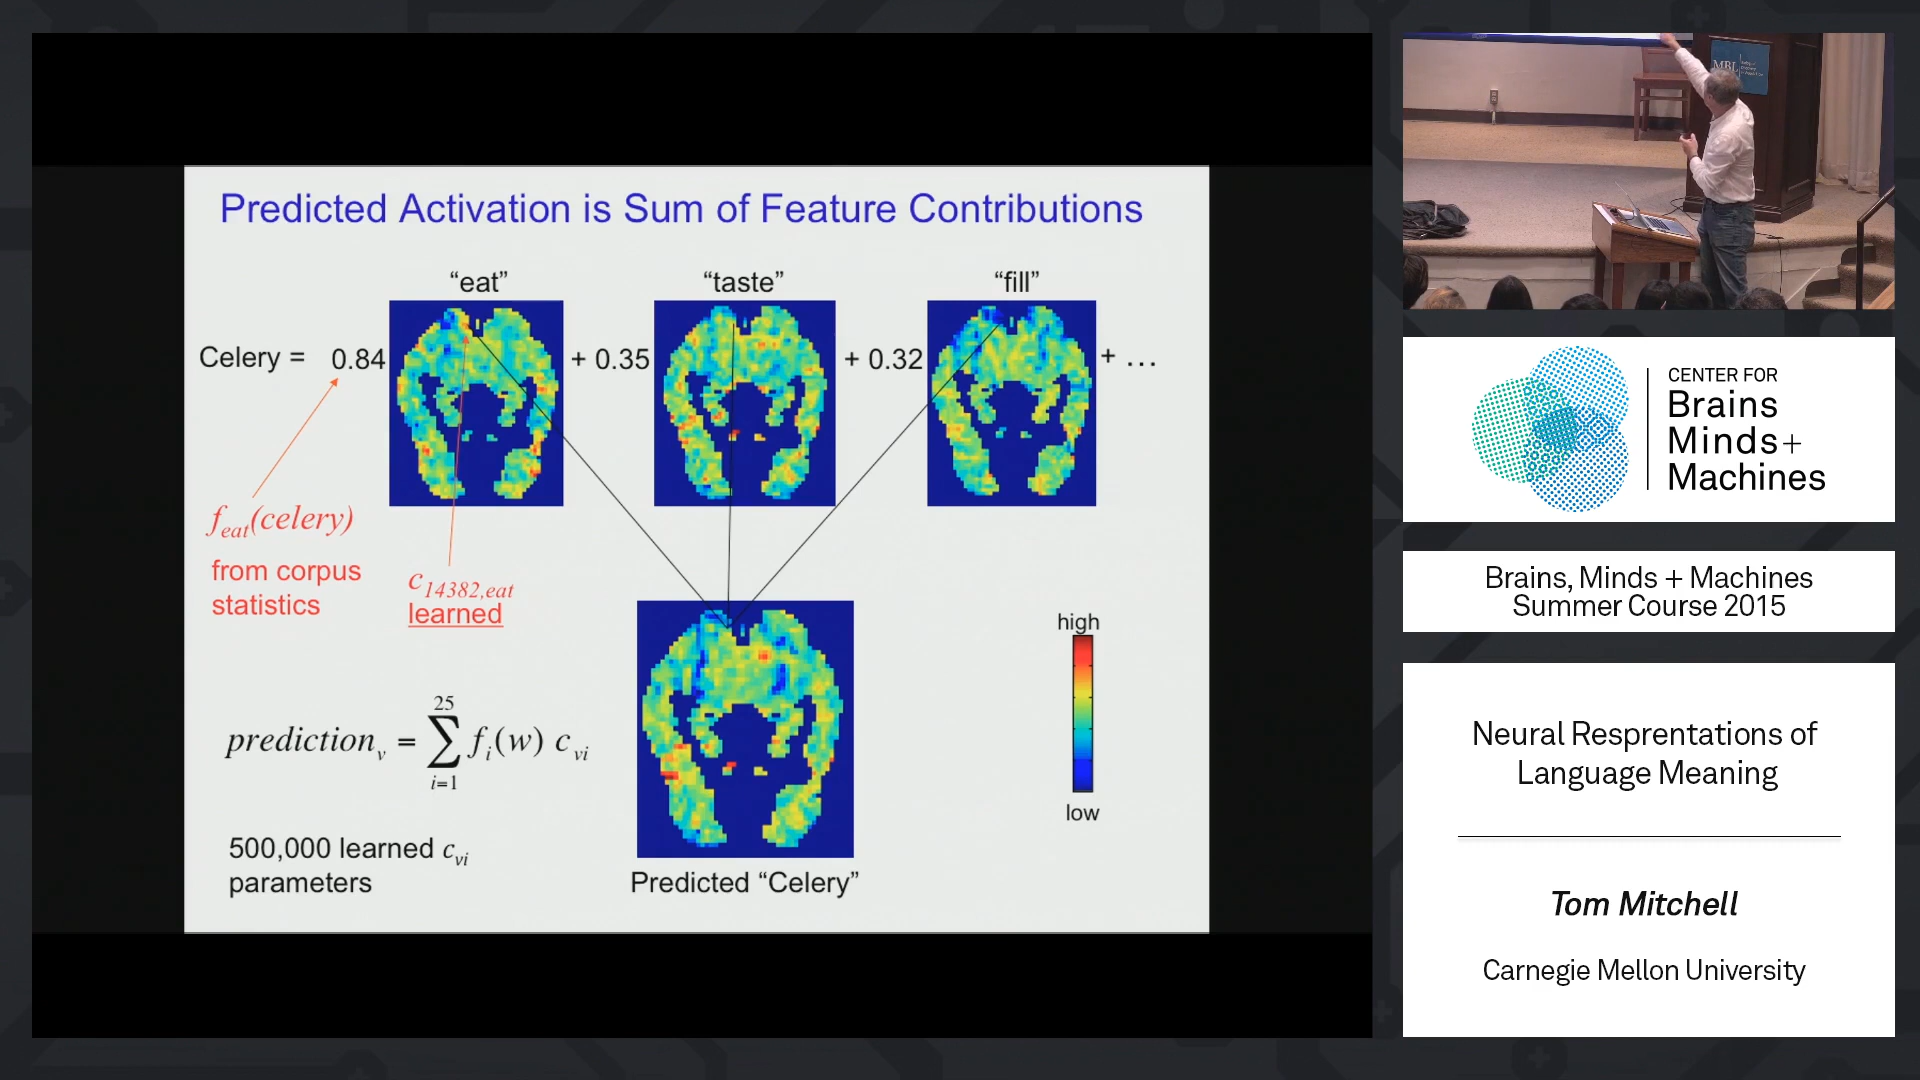 Predicted Activation is Sum of Feature Contributions
“eat”
“taste”
“fill”
Celery = 0.84
+ 0.35
+ 0.32
+ …
f_eat(celery)
from corpus
statistics
c_14382,eat
learned
prediction_v = ∑_{i=1}^{25} f_i(w) c_vi
500,000 learned c_vi
parameters
Predicted “Celery”
high
low
MBL
CENTER FOR
Brains
Minds+
Machines
Brains, Minds + Machines
Summer Course 2015
Neural Resprentations of
Language Meaning
Tom Mitchell
Carnegie Mellon University